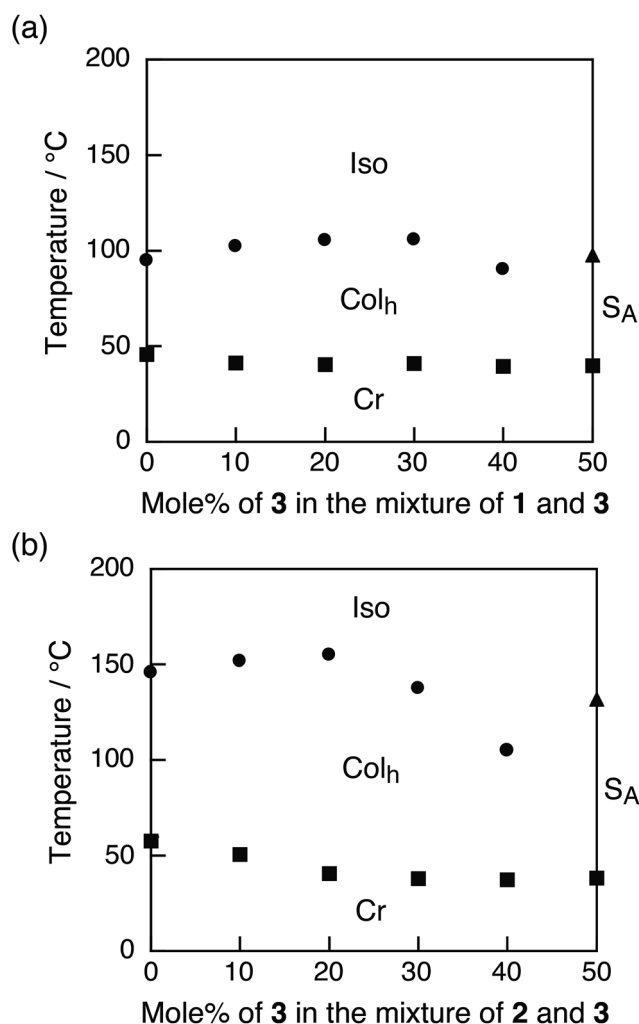 (a)
200
150
100
50
0
Temperature / °C
Iso
Colh
SA
Cr
0 10 20 30 40 50
Mole% of 3 in the mixture of 1 and 3
(b)
200
150
100
50
0
Temperature / °C
Iso
Colh
SA
Cr
0 10 20 30 40 50
Mole% of 3 in the mixture of 2 and 3